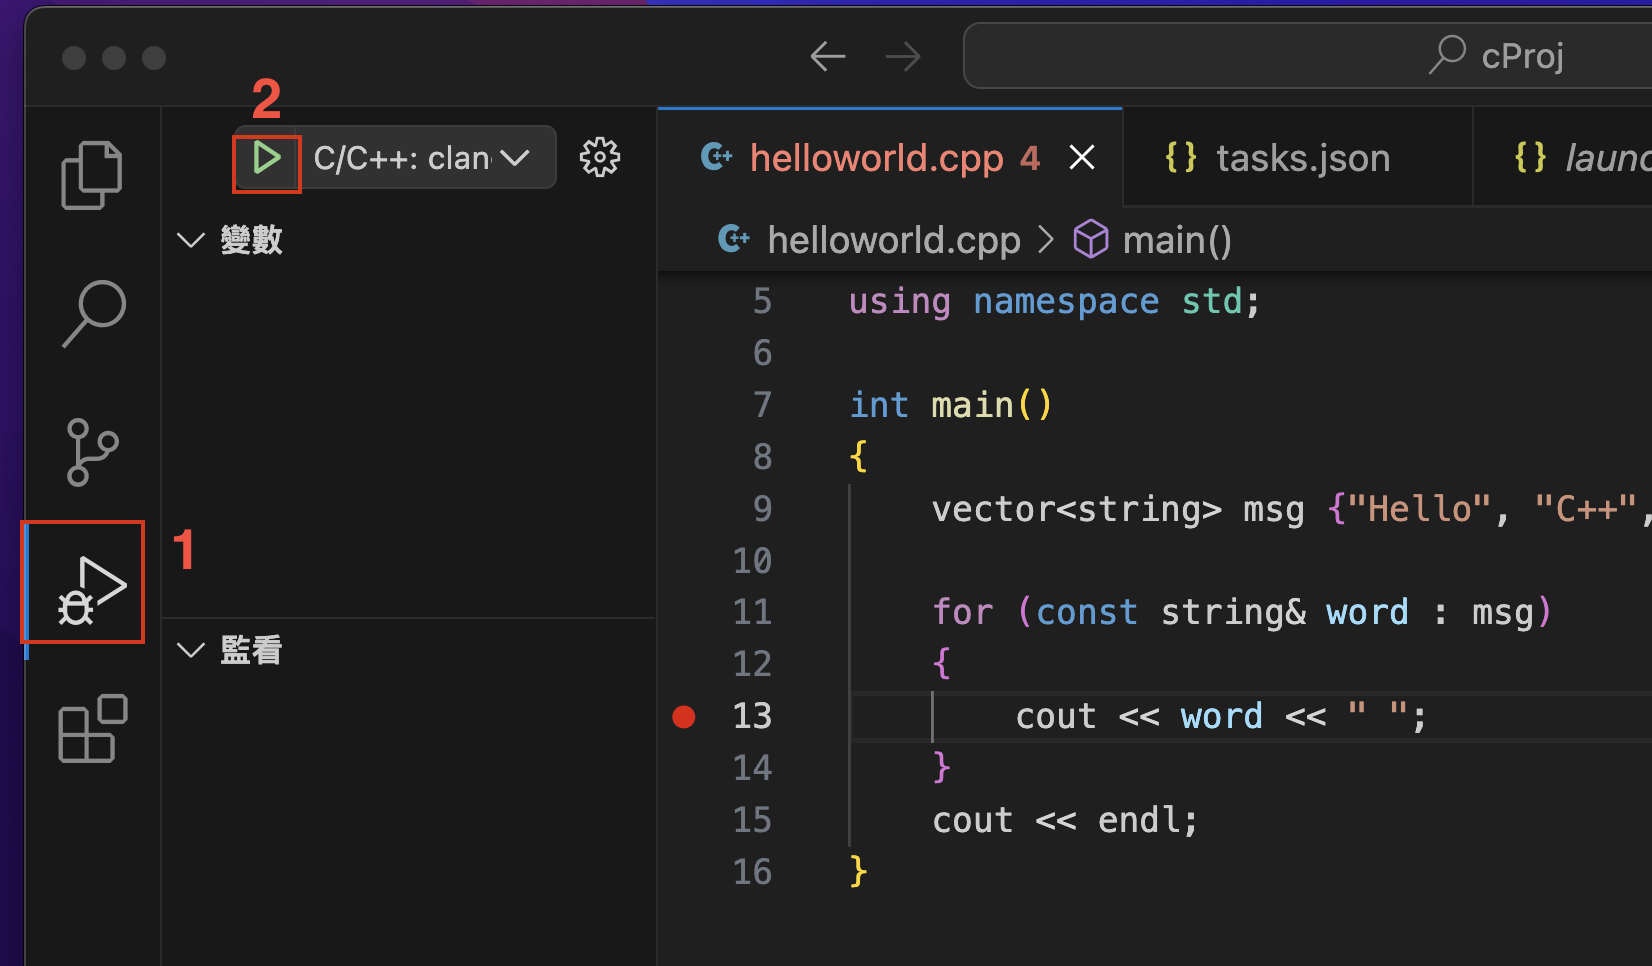 cProj
2
C/C++: clan
helloworld.cpp 4
{} tasks.json
{} launc
變數
helloworld.cpp > main()
5 using namespace std;
6
7 int main()
8 {
9 vector<string> msg {"Hello", "C++",
10
1
11 for (const string& word : msg)
監看
12 {
13 cout << word << " ";
14 }
15 cout << endl;
16 }